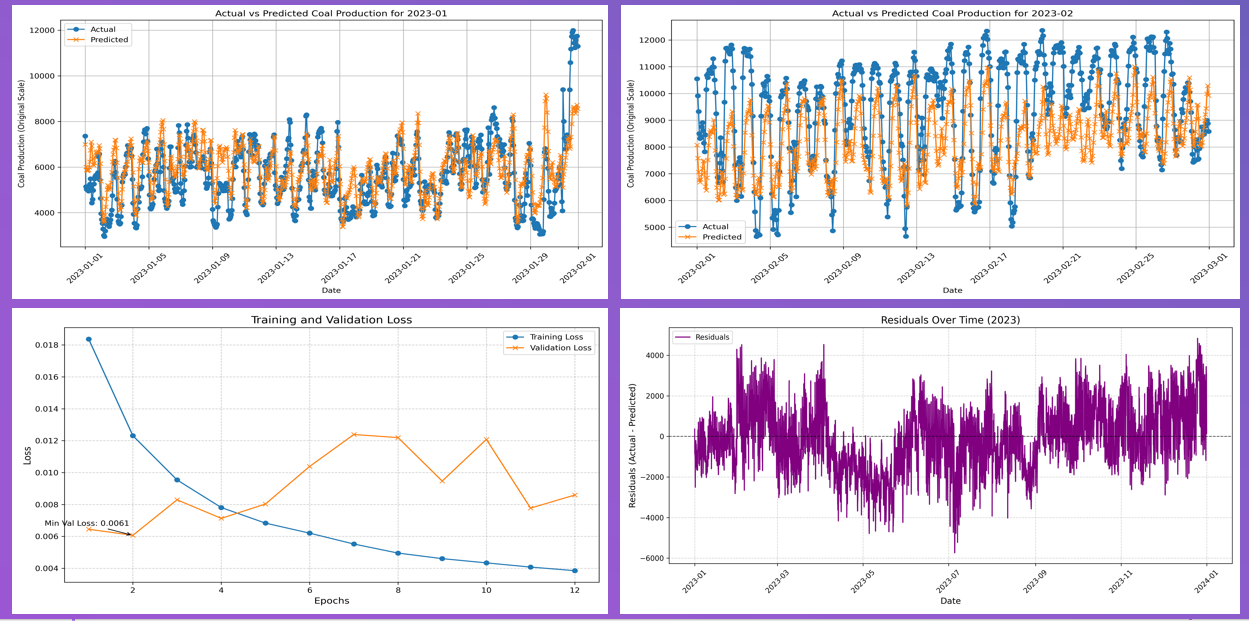 Actual vs Predicted Coal Production for 2023-01
Actual
Predicted
Coal Production (Original Scale)
12000
10000
8000
6000
4000
2023-01-01
2023-01-05
2023-01-09
2023-01-13
2023-01-17
2023-01-21
2023-01-25
2023-01-29
2023-02-01
Date
Actual vs Predicted Coal Production for 2023-02
Coal Production (Original Scale)
12000
11000
10000
9000
8000
7000
6000
5000
Actual
Predicted
2023-02-01
2023-02-05
2023-02-09
2023-02-13
2023-02-17
2023-02-21
2023-02-25
2023-03-01
Date
Training and Validation Loss
Training Loss
Validation Loss
Loss
0.018
0.016
0.014
0.012
0.010
0.008
0.006
0.004
Min Val Loss: 0.0061
2
4
6
8
10
12
Epochs
Residuals Over Time (2023)
Residuals
Residuals (Actual - Predicted)
4000
2000
0
−2000
−4000
−6000
2023-01
2023-03
2023-05
2023-07
2023-09
2023-11
2024-01
Date